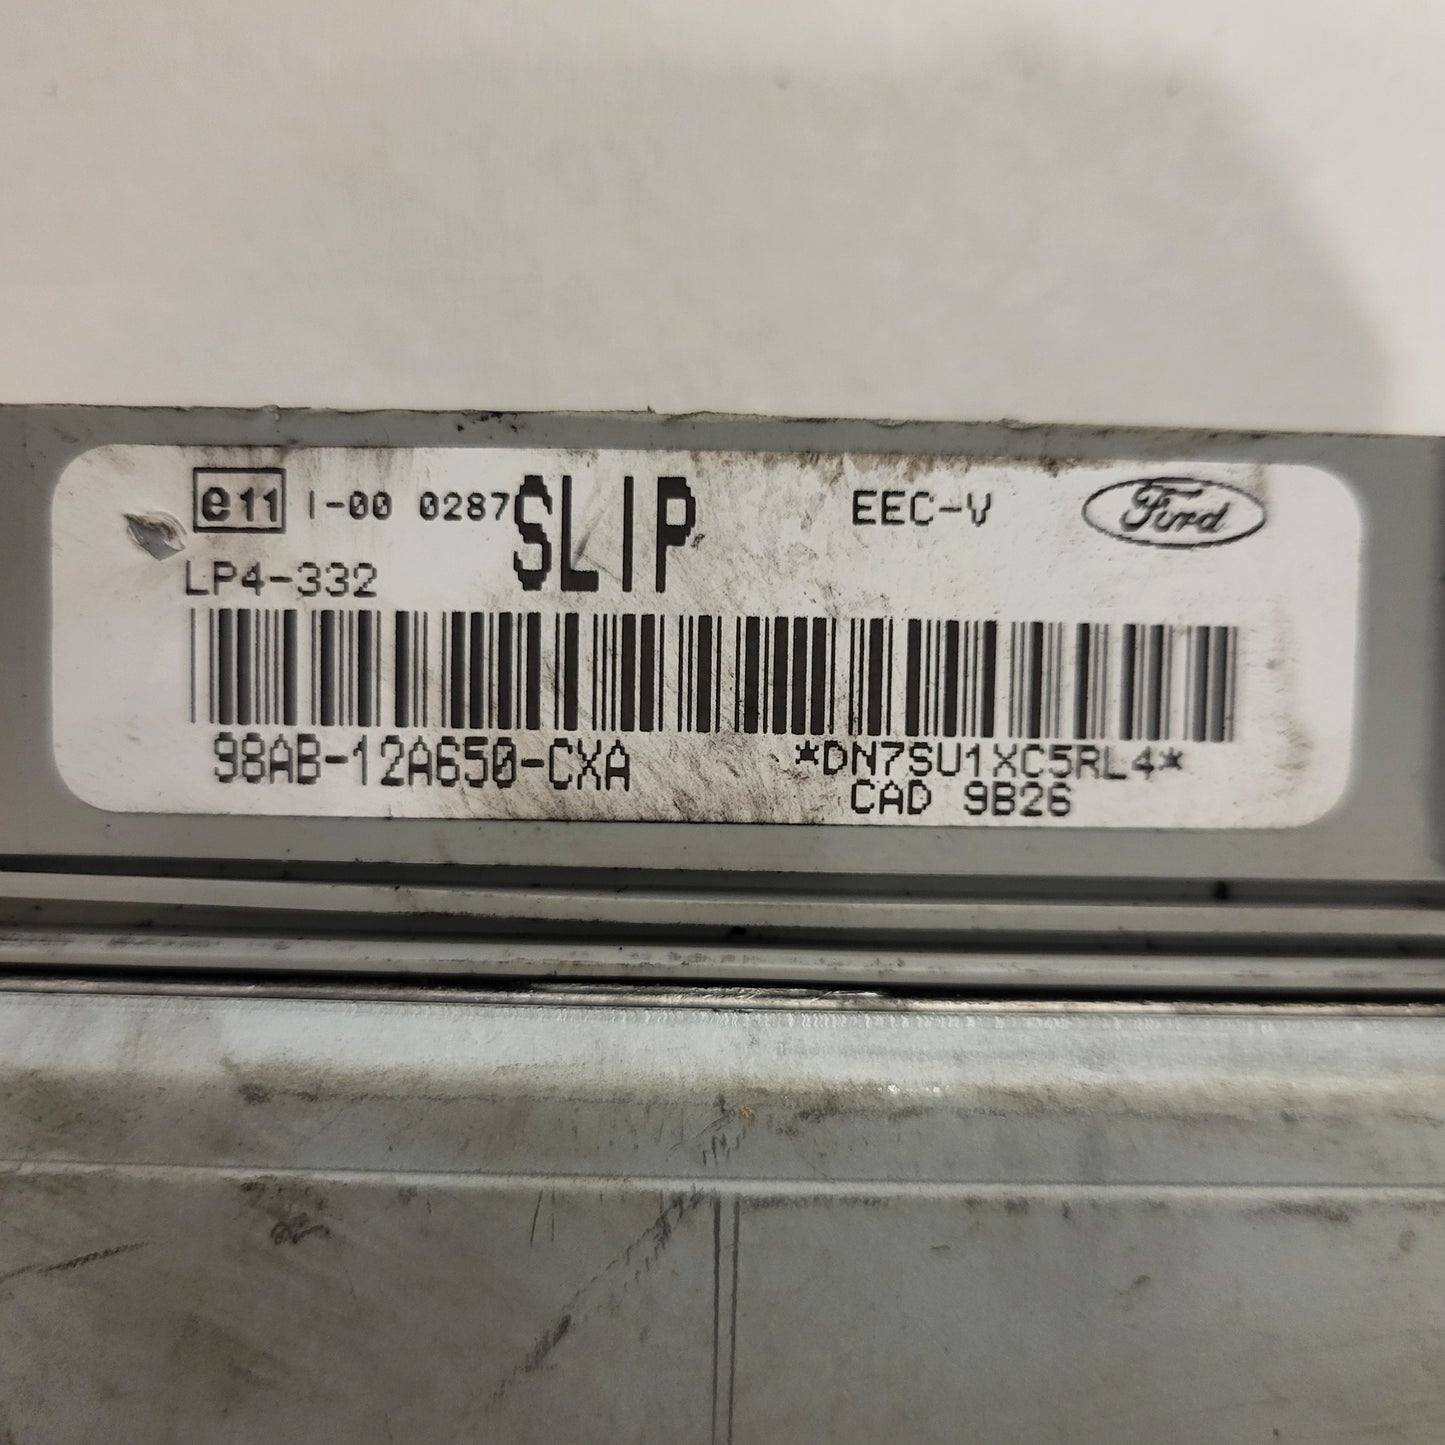 e11 I-00 0287 SLIP EEC-V Ford
LP4-332
98AB-12A650-CXA *DN7SU1XC5RL4*
CAD 9B26